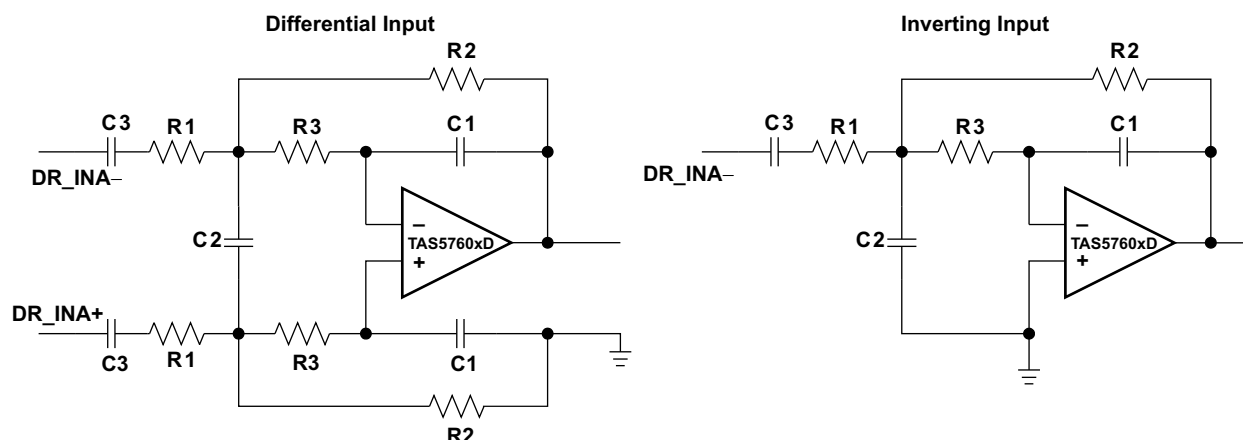 Differential Input
R2
C3
R1
R3
C1
DR_INA−
−
TAS5760xD
+
C2
DR_INA+
C3
R1
R3
C1
R2
Inverting Input
R2
C3
R1
R3
C1
DR_INA−
−
TAS5760xD
+
C2